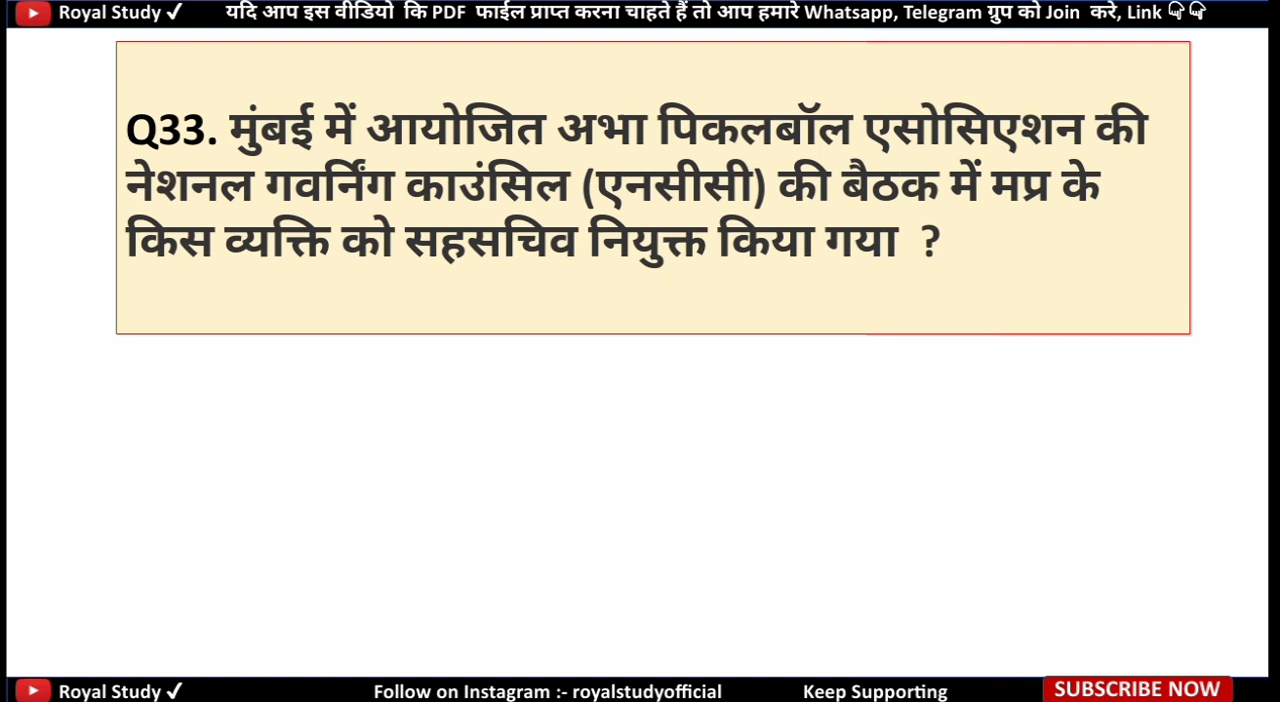 Royal Study ✓ यदि आप इस वीडियो कि PDF फाईल प्राप्त करना चाहते हैं तो आप हमारे Whatsapp, Telegram ग्रुप को Join करे, Link 👇👇
Q33. मुंबई में आयोजित अभा पिकलबॉल एसोसिएशन की
नेशनल गवर्निंग काउंसिल (एनसीसी) की बैठक में मप्र के
किस व्यक्ति को सहसचिव नियुक्त किया गया ?
Royal Study ✓ Follow on Instagram :- royalstudyofficial Keep Supporting SUBSCRIBE NOW